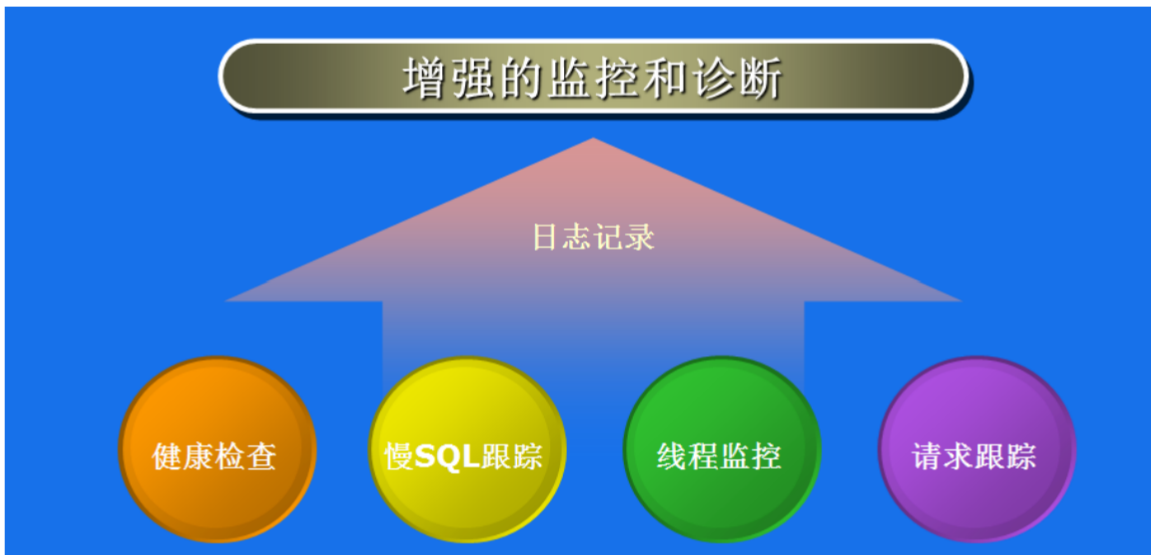 增强的监控和诊断
日志记录
健康检查
慢SQL跟踪
线程监控
请求跟踪